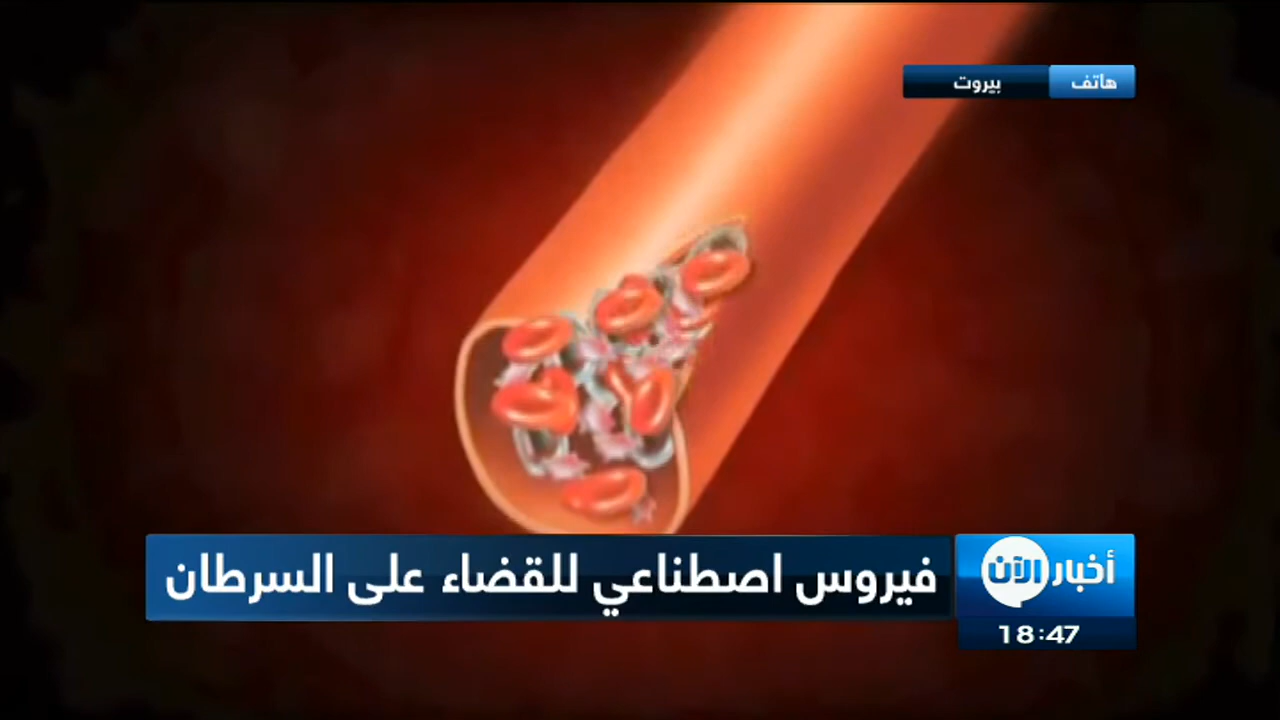 هاتف بيروت
أخبار الآن
فيروس اصطناعي للقضاء على السرطان
18:47